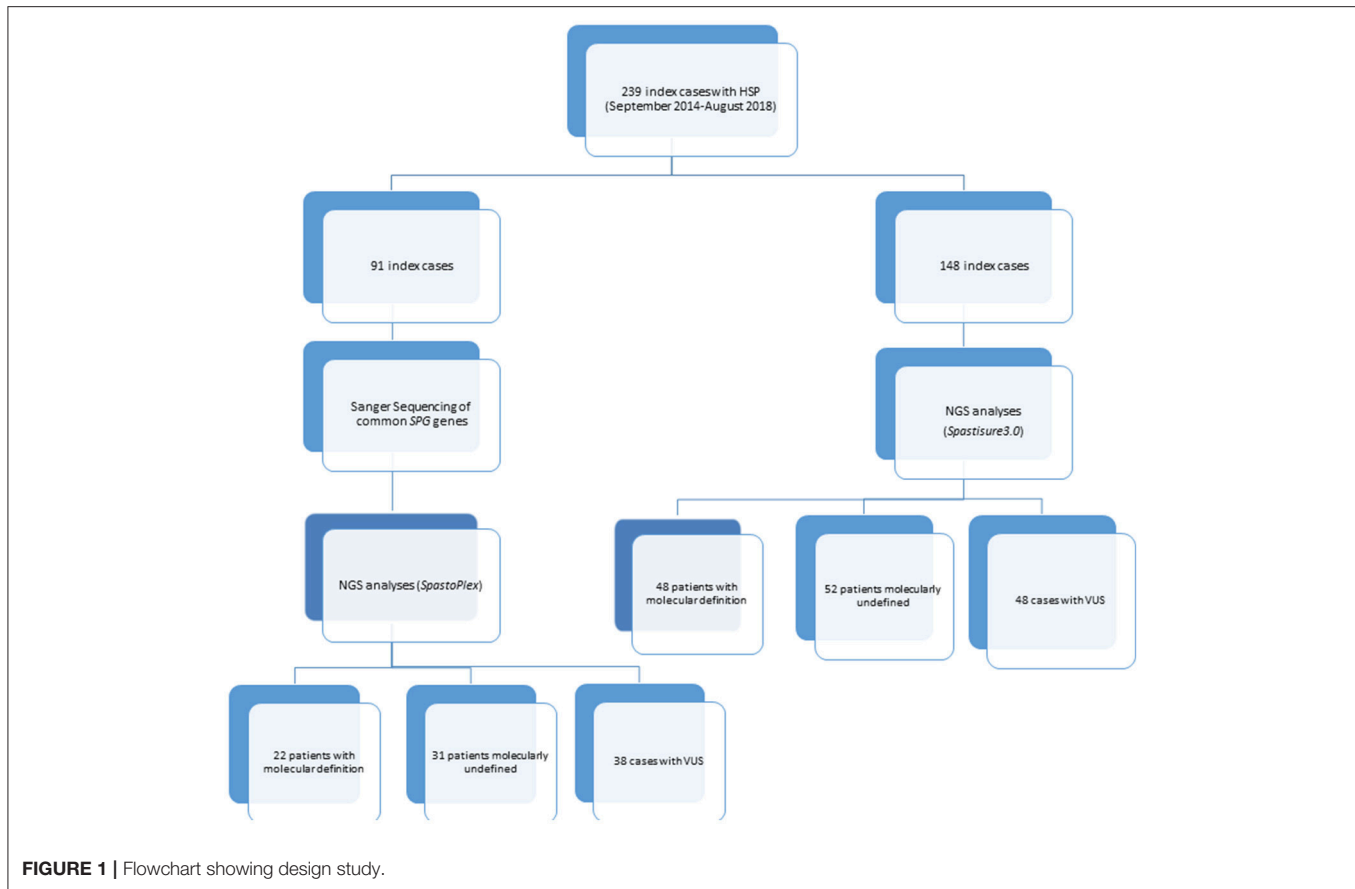 239 index cases with HSP
(September 2014-August 2018)
91 index cases
148 index cases
Sanger Sequencing of
common SPG genes
NGS analyses
(Spastisure3.0)
NGS analyses (SpastoPlex)
48 patients with
molecular definition
52 patients molecularly
undefined
48 cases with VUS
22 patients with
molecular definition
31 patients molecularly
undefined
38 cases with VUS
FIGURE 1 | Flowchart showing design study.